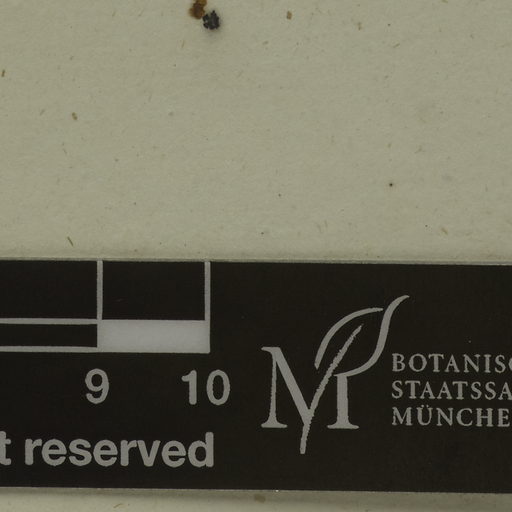 9 10
t reserved
BOTANISC
STAATSSA
MÜNCHE